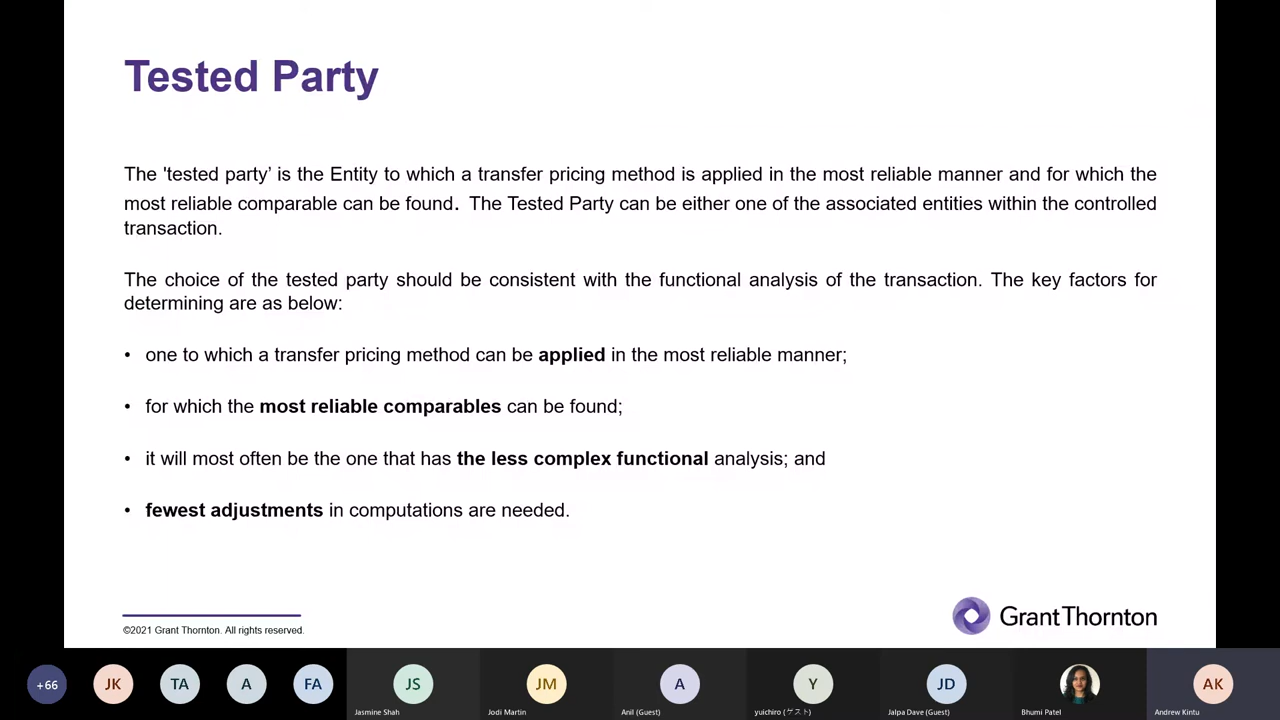 Tested Party
The 'tested party’ is the Entity to which a transfer pricing method is applied in the most reliable manner and for which the
most reliable comparable can be found. The Tested Party can be either one of the associated entities within the controlled
transaction.
The choice of the tested party should be consistent with the functional analysis of the transaction. The key factors for
determining are as below:
• one to which a transfer pricing method can be applied in the most reliable manner;
• for which the most reliable comparables can be found;
• it will most often be the one that has the less complex functional analysis; and
• fewest adjustments in computations are needed.
©2021 Grant Thornton. All rights reserved.
GrantThornton
+66 JK TA A FA JS JM A Y JD AK
Jasmine Shah Jodi Martin Anil (Guest) yuichiro (ゲスト) Jalpa Dave (Guest) Bhumi Patel Andrew Kintu